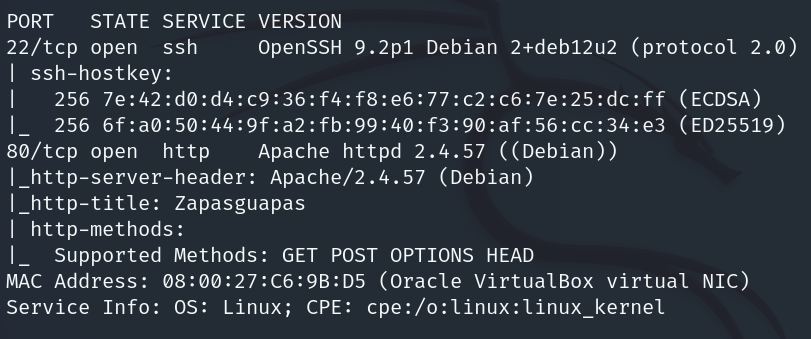 PORT   STATE SERVICE VERSION
22/tcp open  ssh     OpenSSH 9.2p1 Debian 2+deb12u2 (protocol 2.0)
| ssh-hostkey:
|   256 7e:42:d0:d4:c9:36:f4:f8:e6:77:c2:c6:7e:25:dc:ff (ECDSA)
|_  256 6f:a0:50:44:9f:a2:fb:99:40:f3:90:af:56:cc:34:e3 (ED25519)
80/tcp open  http    Apache httpd 2.4.57 ((Debian))
|_http-server-header: Apache/2.4.57 (Debian)
|_http-title: Zapasguapas
| http-methods:
|_  Supported Methods: GET POST OPTIONS HEAD
MAC Address: 08:00:27:C6:9B:D5 (Oracle VirtualBox virtual NIC)
Service Info: OS: Linux; CPE: cpe:/o:linux:linux_kernel